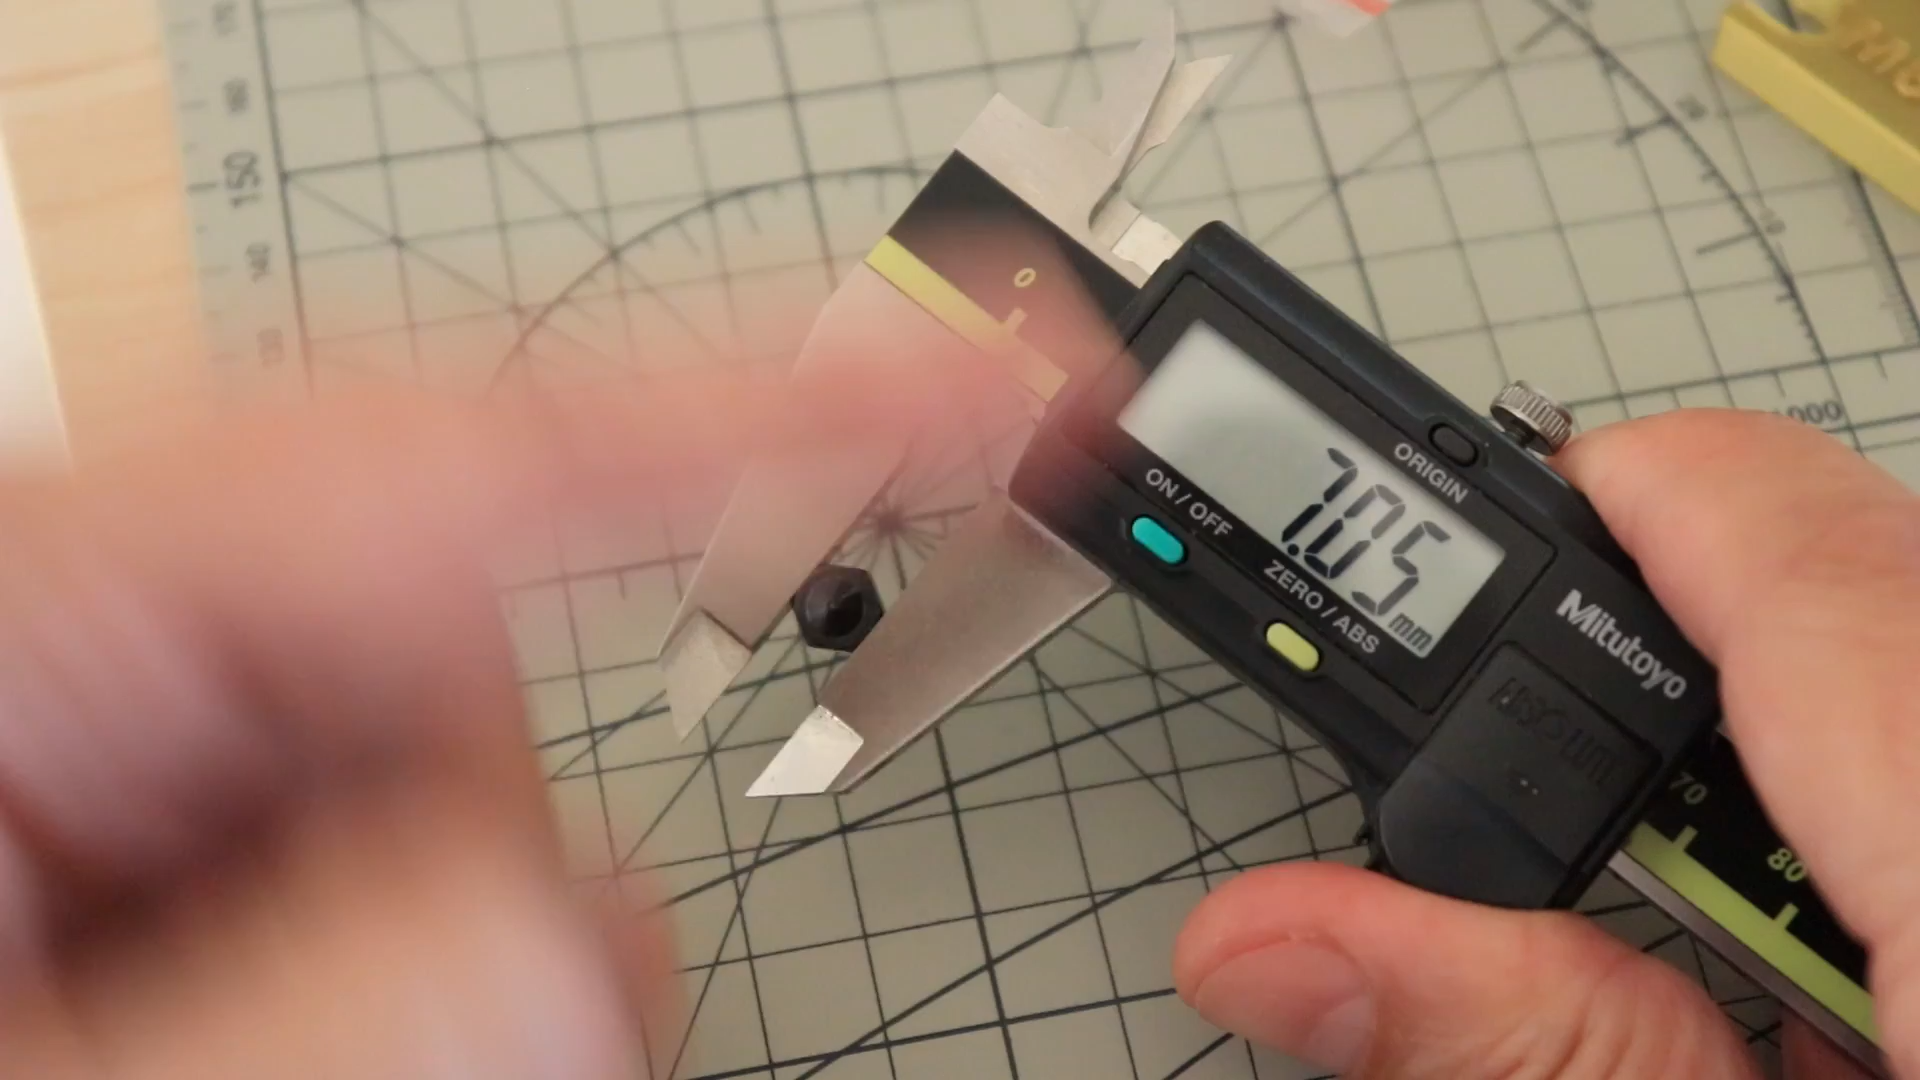 150
0
7.05 mm
ORIGIN
ON / OFF
ZERO / ABS
Mitutoyo
ABSOLUTE
70
80